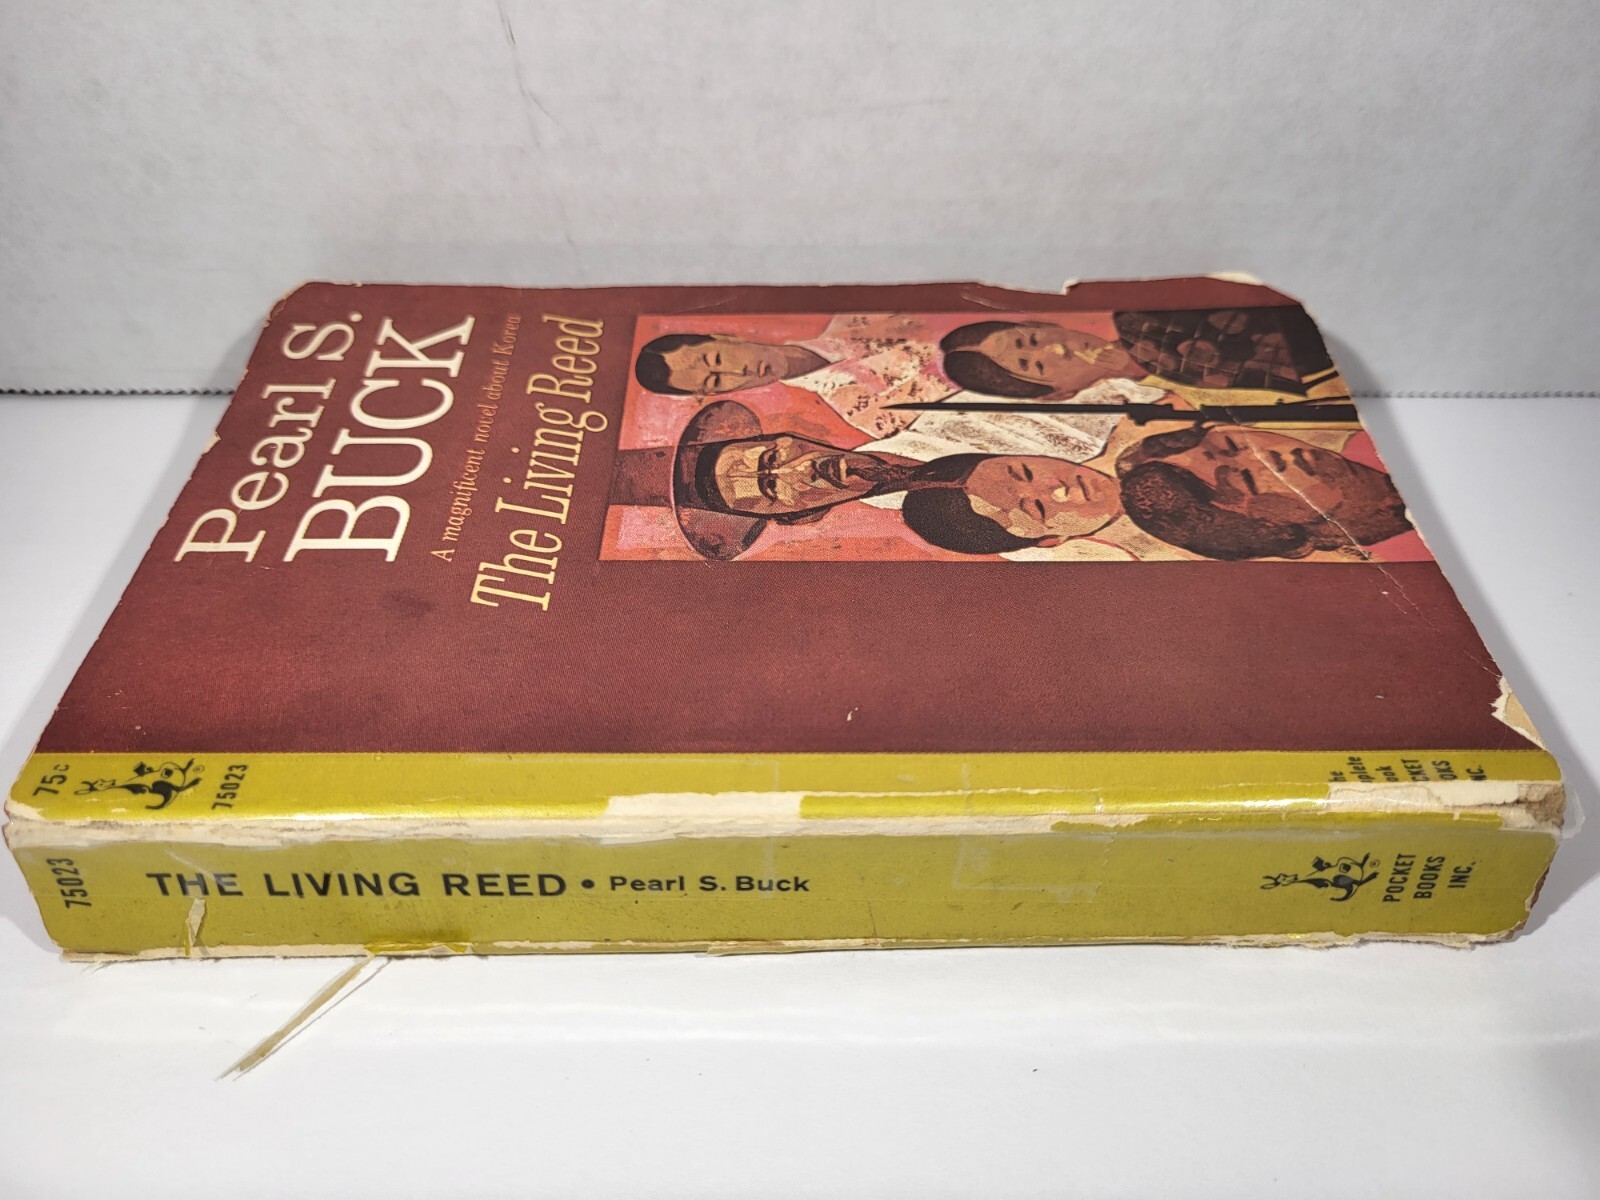 Pearl S.
BUCK
A magnificent novel about Korea
The Living Reed
75¢
®
75023
POCKET
BOOKS
INC.
75023
THE LIVING REED • Pearl S. Buck
®